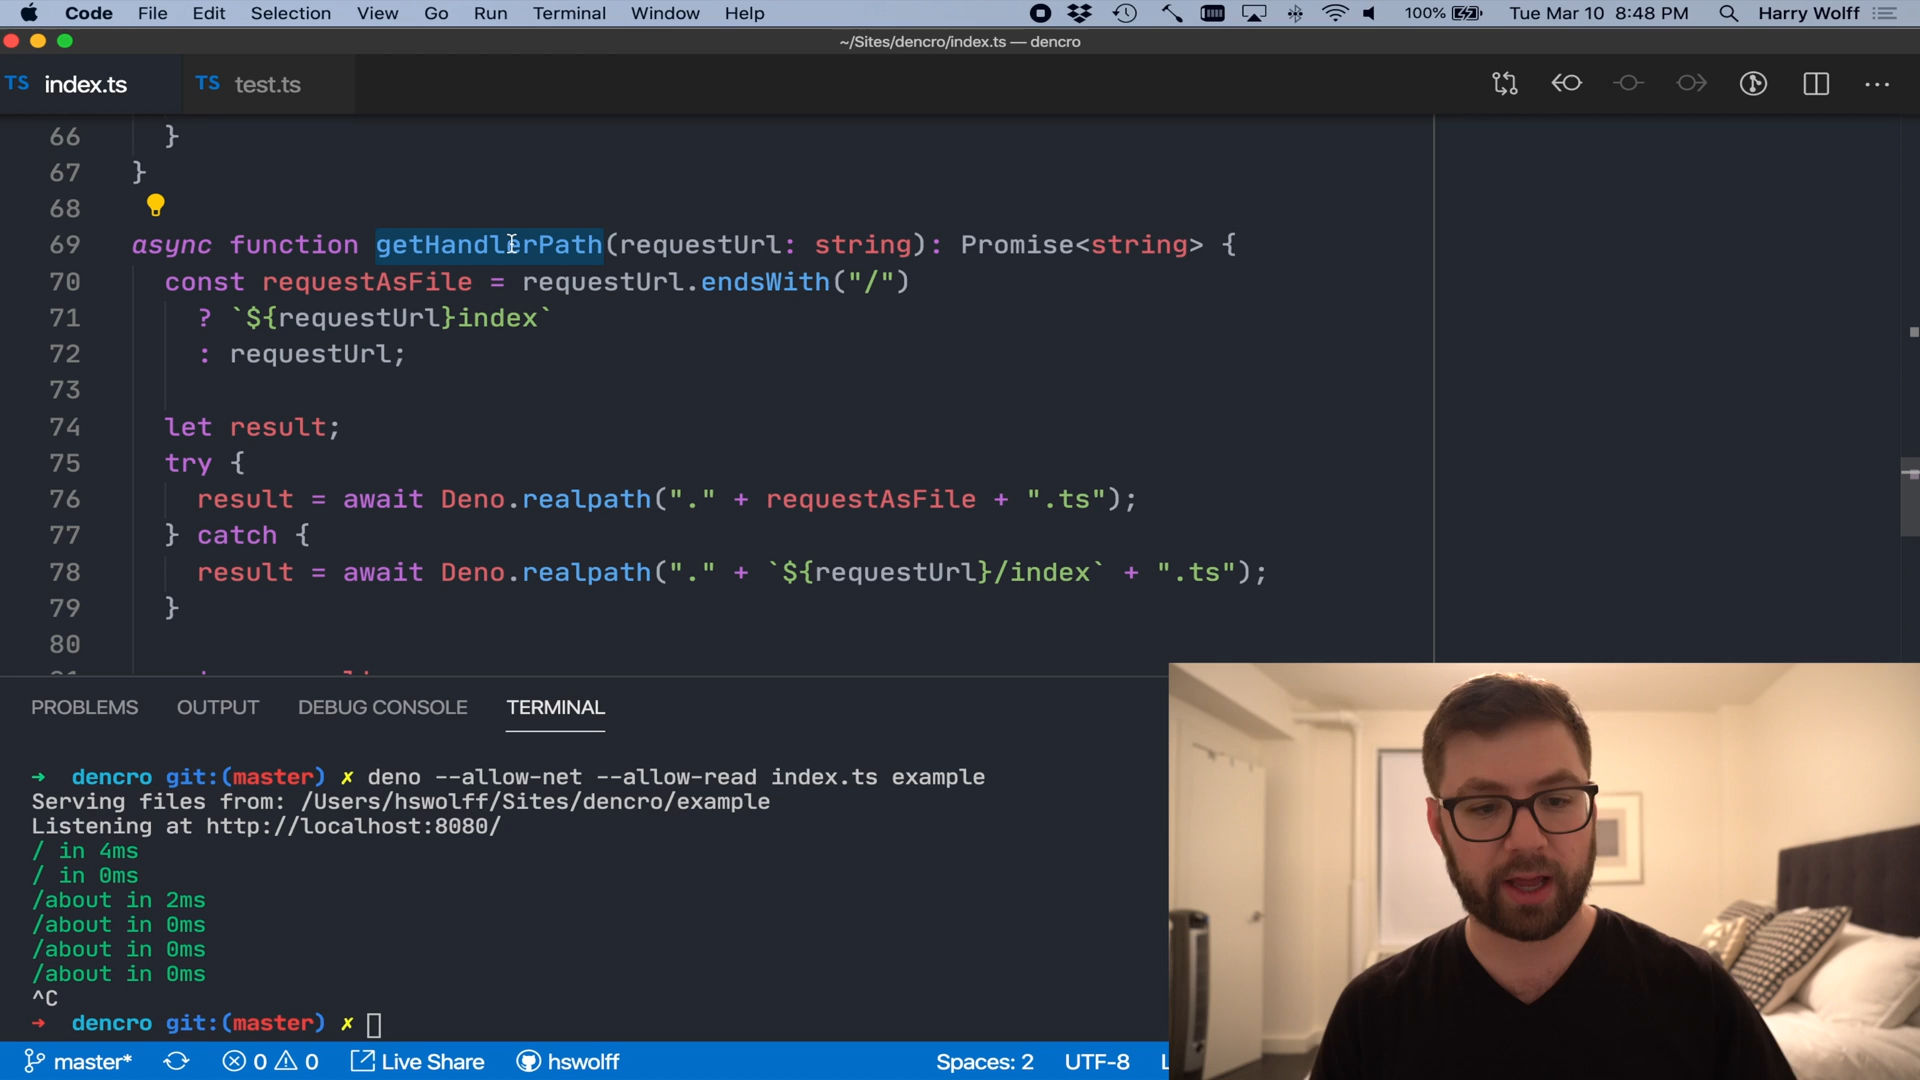 Code File Edit Selection View Go Run Terminal Window Help 100% Tue Mar 10 8:48 PM Harry Wolff
~/Sites/dencro/index.ts — dencro
TS index.ts TS test.ts
66 }
67 }
68
69 async function getHandlerPath(requestUrl: string): Promise<string> {
70 const requestAsFile = requestUrl.endsWith("/")
71 ? `${requestUrl}index`
72 : requestUrl;
73
74 let result;
75 try {
76 result = await Deno.realpath("." + requestAsFile + ".ts");
77 } catch {
78 result = await Deno.realpath("." + `${requestUrl}/index` + ".ts");
79 }
80
PROBLEMS OUTPUT DEBUG CONSOLE TERMINAL
→ dencro git:(master) ✗ deno --allow-net --allow-read index.ts example
Serving files from: /Users/hswolff/Sites/dencro/example
Listening at http://localhost:8080/
/ in 4ms
/ in 0ms
/about in 2ms
/about in 0ms
/about in 0ms
/about in 0ms
^C
→ dencro git:(master) ✗
master* 0 0 Live Share hswolff Spaces: 2 UTF-8